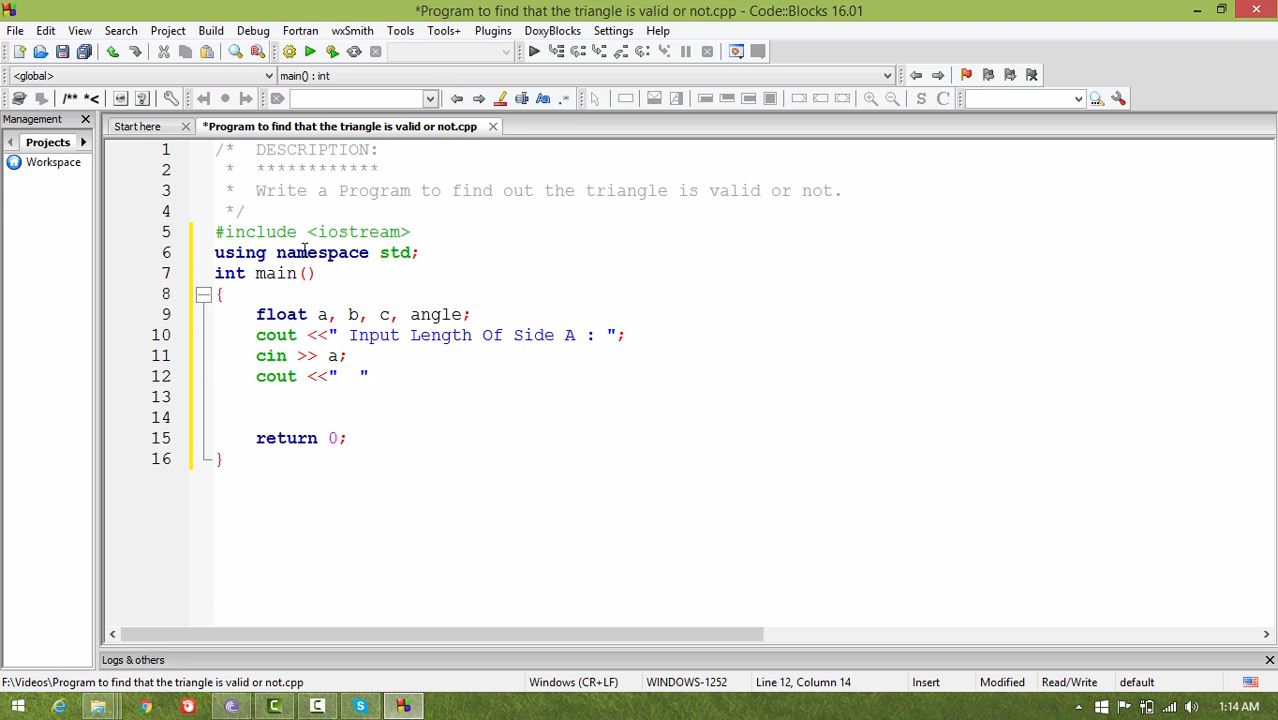 *Program to find that the triangle is valid or not.cpp - Code::Blocks 16.01
File Edit View Search Project Build Debug Fortran wxSmith Tools Tools+ Plugins DoxyBlocks Settings Help
<global> main() : int
/** *<
S C
Management
Start here *Program to find that the triangle is valid or not.cpp
Projects
Workspace
1 /* DESCRIPTION:
2 * ************
3 * Write a Program to find out the triangle is valid or not.
4 */
5 #include <iostream>
6 using namespace std;
7 int main()
8 {
9 float a, b, c, angle;
10 cout <<" Input Length Of Side A : ";
11 cin >> a;
12 cout <<"  "
13
14
15 return 0;
16 }
Logs & others
F:\Videos\Program to find that the triangle is valid or not.cpp Windows (CR+LF) WINDOWS-1252 Line 12, Column 14 Insert Modified Read/Write default
1:14 AM